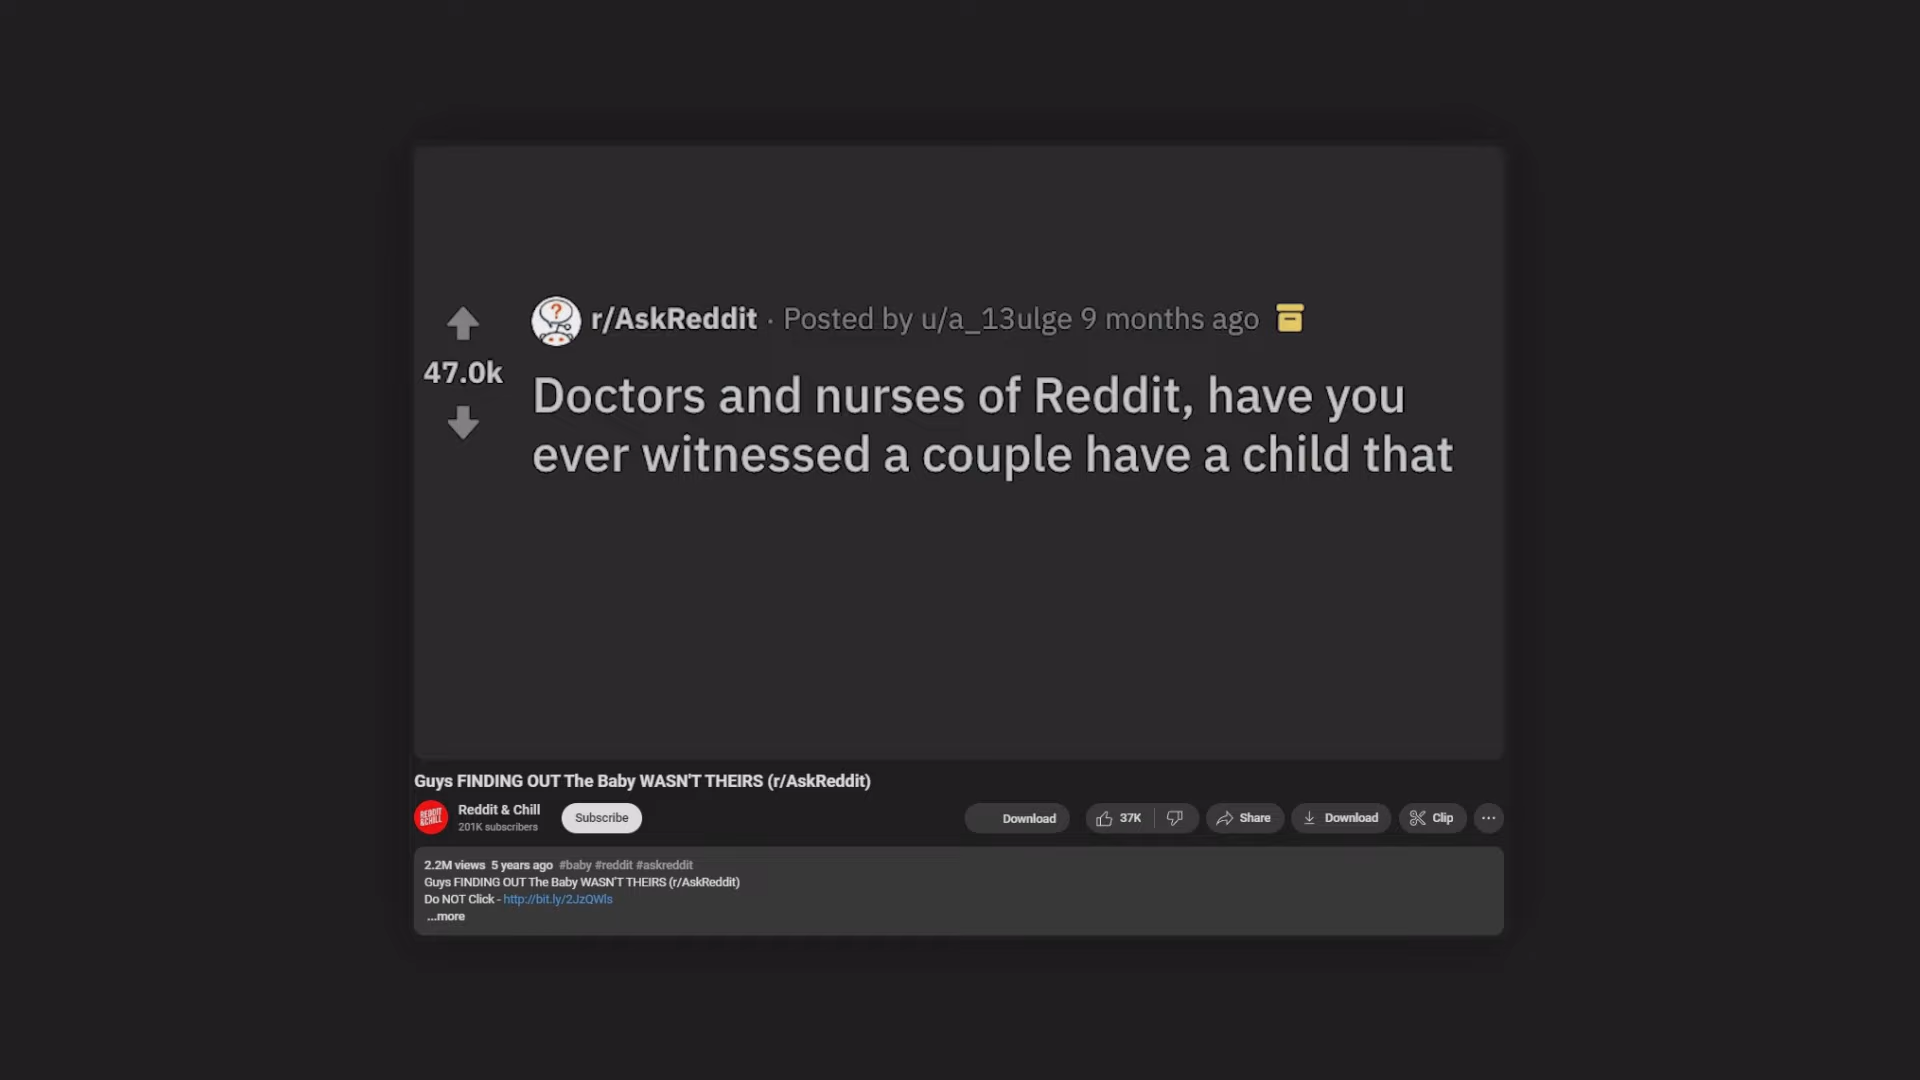 r/AskReddit · Posted by u/a_13ulge 9 months ago
47.0k
Doctors and nurses of Reddit, have you
ever witnessed a couple have a child that
Guys FINDING OUT The Baby WASN'T THEIRS (r/AskReddit)
REDDIT
&CHILL
Reddit & Chill
201K subscribers
Subscribe
Download
37K
Share
Download
Clip
2.2M views 5 years ago #baby #reddit #askreddit
Guys FINDING OUT The Baby WASN'T THEIRS (r/AskReddit)
Do NOT Click - http://bit.ly/2JzQWls
...more